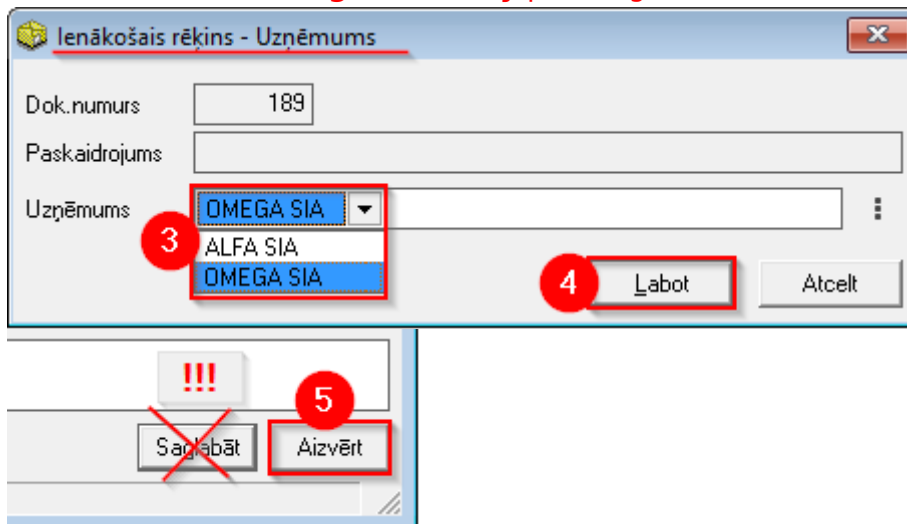 Ienākošais rēķins - Uzņēmums
Dok.numurs 189
Paskaidrojums
Uzņēmums OMEGA SIA
3 ALFA SIA
OMEGA SIA
4 Labot Atcelt
!!!
5
Saglabāt Aizvērt